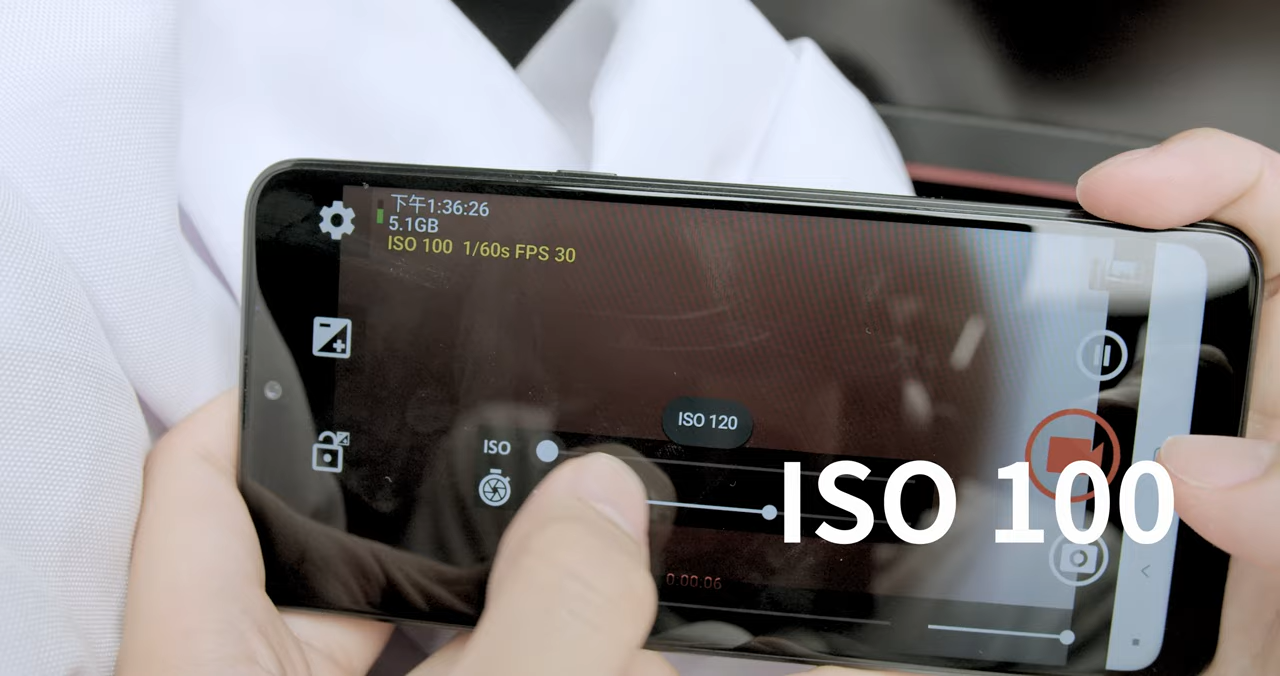 下午1:36:26
5.1GB
ISO 100 1/60s FPS 30
ISO 120
ISO
ISO 100
0:00:06